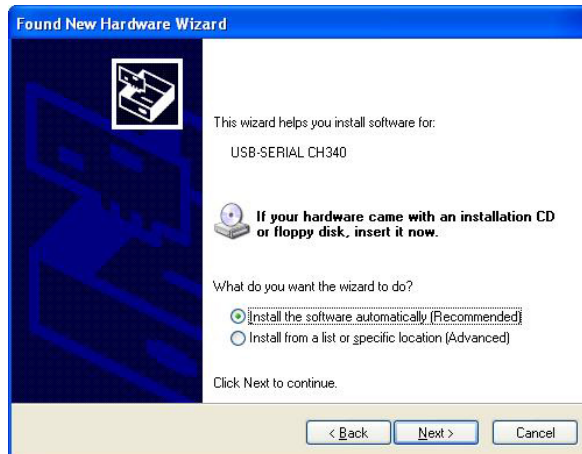 Found New Hardware Wizard
This wizard helps you install software for:
USB-SERIAL CH340
If your hardware came with an installation CD
or floppy disk, insert it now.
What do you want the wizard to do?
Install the software automatically (Recommended)
Install from a list or specific location (Advanced)
Click Next to continue.
< Back Next > Cancel